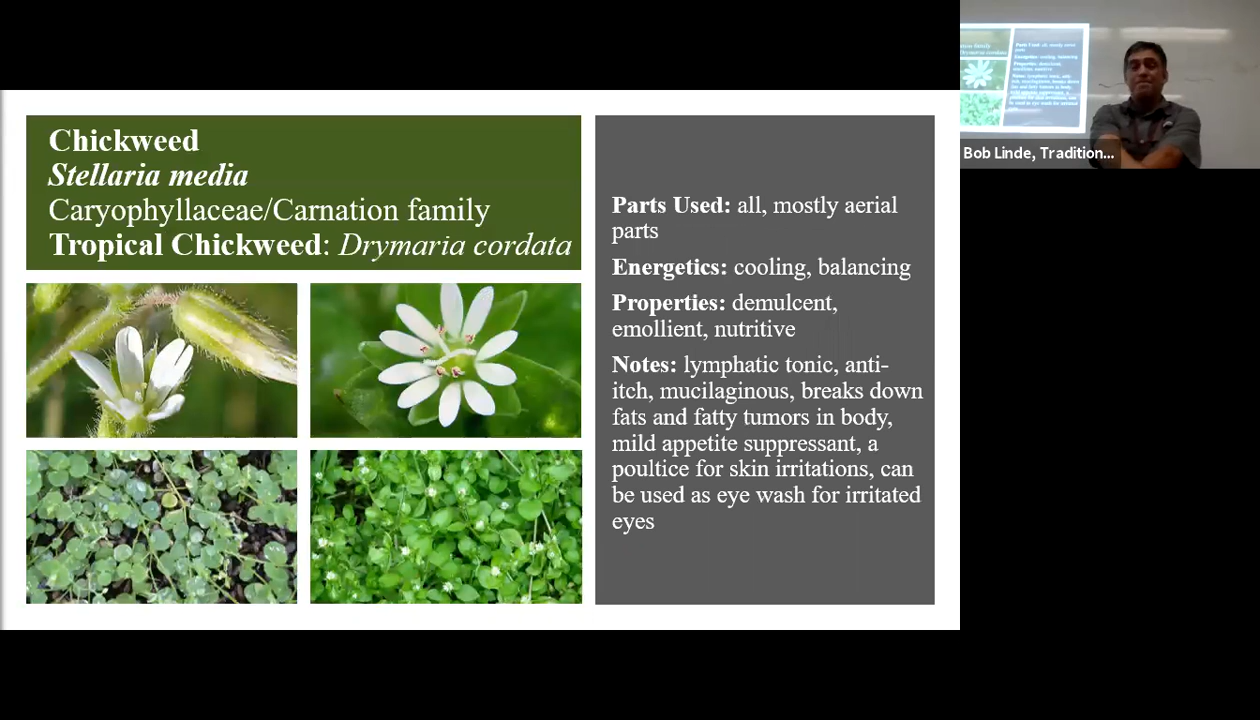 Chickweed
Stellaria media
Caryophyllaceae/Carnation family
Tropical Chickweed: Drymaria cordata
Parts Used: all, mostly aerial
parts
Energetics: cooling, balancing
Properties: demulcent,
emollient, nutritive
Notes: lymphatic tonic, anti-
itch, mucilaginous, breaks down
fats and fatty tumors in body,
mild appetite suppressant, a
poultice for skin irritations, can
be used as eye wash for irritated
eyes
Bob Linde, Tradition...